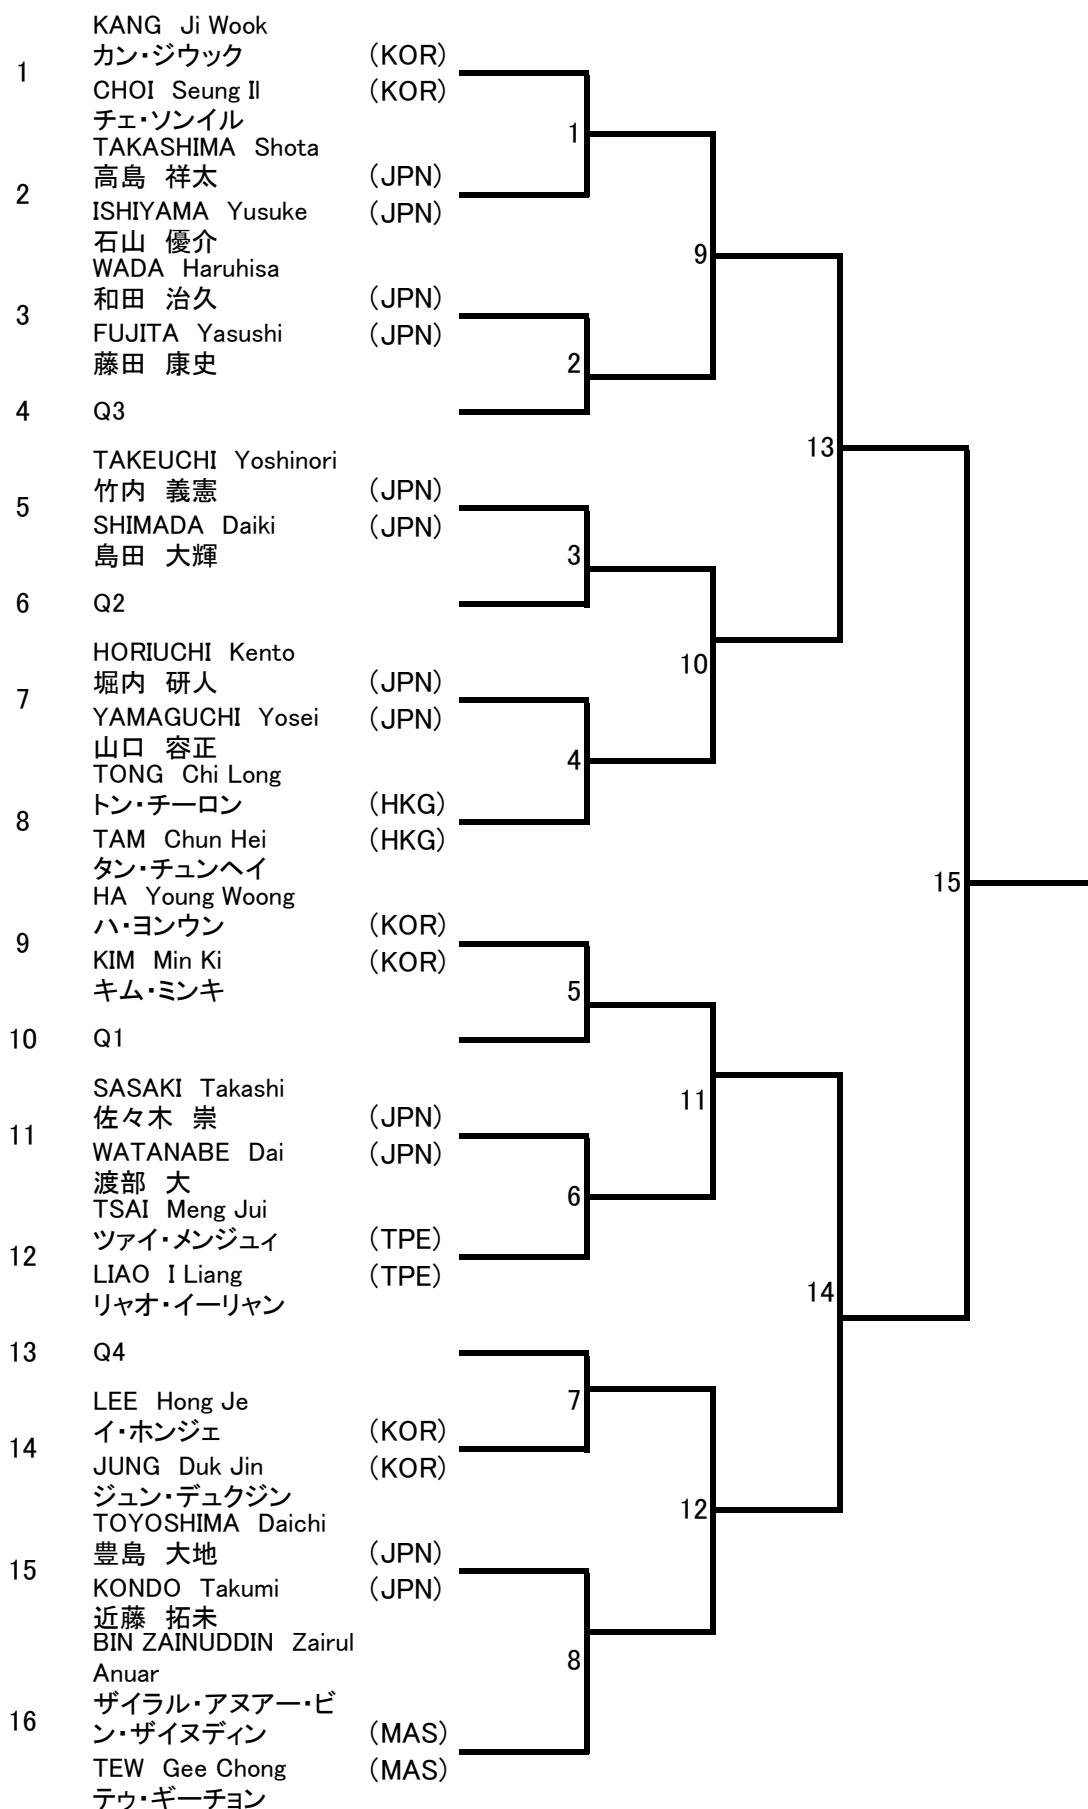 KANG Ji Wook
カン・ジウック (KOR)
1
CHOI Seung Il (KOR)
チェ・ソンイル
1
TAKASHIMA Shota
高島 祥太 (JPN)
2
ISHIYAMA Yusuke (JPN)
石山 優介
9
WADA Haruhisa
和田 治久 (JPN)
3
FUJITA Yasushi (JPN)
藤田 康史
2
4 Q3
13
TAKEUCHI Yoshinori
竹内 義憲 (JPN)
5
SHIMADA Daiki (JPN)
島田 大輝
3
6 Q2
HORIUCHI Kento
10
堀内 研人 (JPN)
7
YAMAGUCHI Yosei (JPN)
山口 容正
4
TONG Chi Long
トン・チーロン (HKG)
8
TAM Chun Hei (HKG)
タン・チュンヘイ
15
HA Young Woong
ハ・ヨンウン (KOR)
9
KIM Min Ki (KOR)
キム・ミンキ
5
10 Q1
SASAKI Takashi
11
佐々木 崇 (JPN)
11
WATANABE Dai (JPN)
渡部 大
6
TSAI Meng Jui
ツァイ・メンジュィ (TPE)
12
LIAO I Liang (TPE)
リャオ・イーリャン
14
13 Q4
LEE Hong Je
7
イ・ホンジェ (KOR)
14
JUNG Duk Jin (KOR)
ジュン・デュクジン
12
TOYOSHIMA Daichi
豊島 大地 (JPN)
15
KONDO Takumi (JPN)
近藤 拓未
BIN ZAINUDDIN Zairul
8
Anuar
ザイラル・アヌアー・ビ
16
ン・ザイヌディン (MAS)
TEW Gee Chong (MAS)
テゥ・ギーチョン